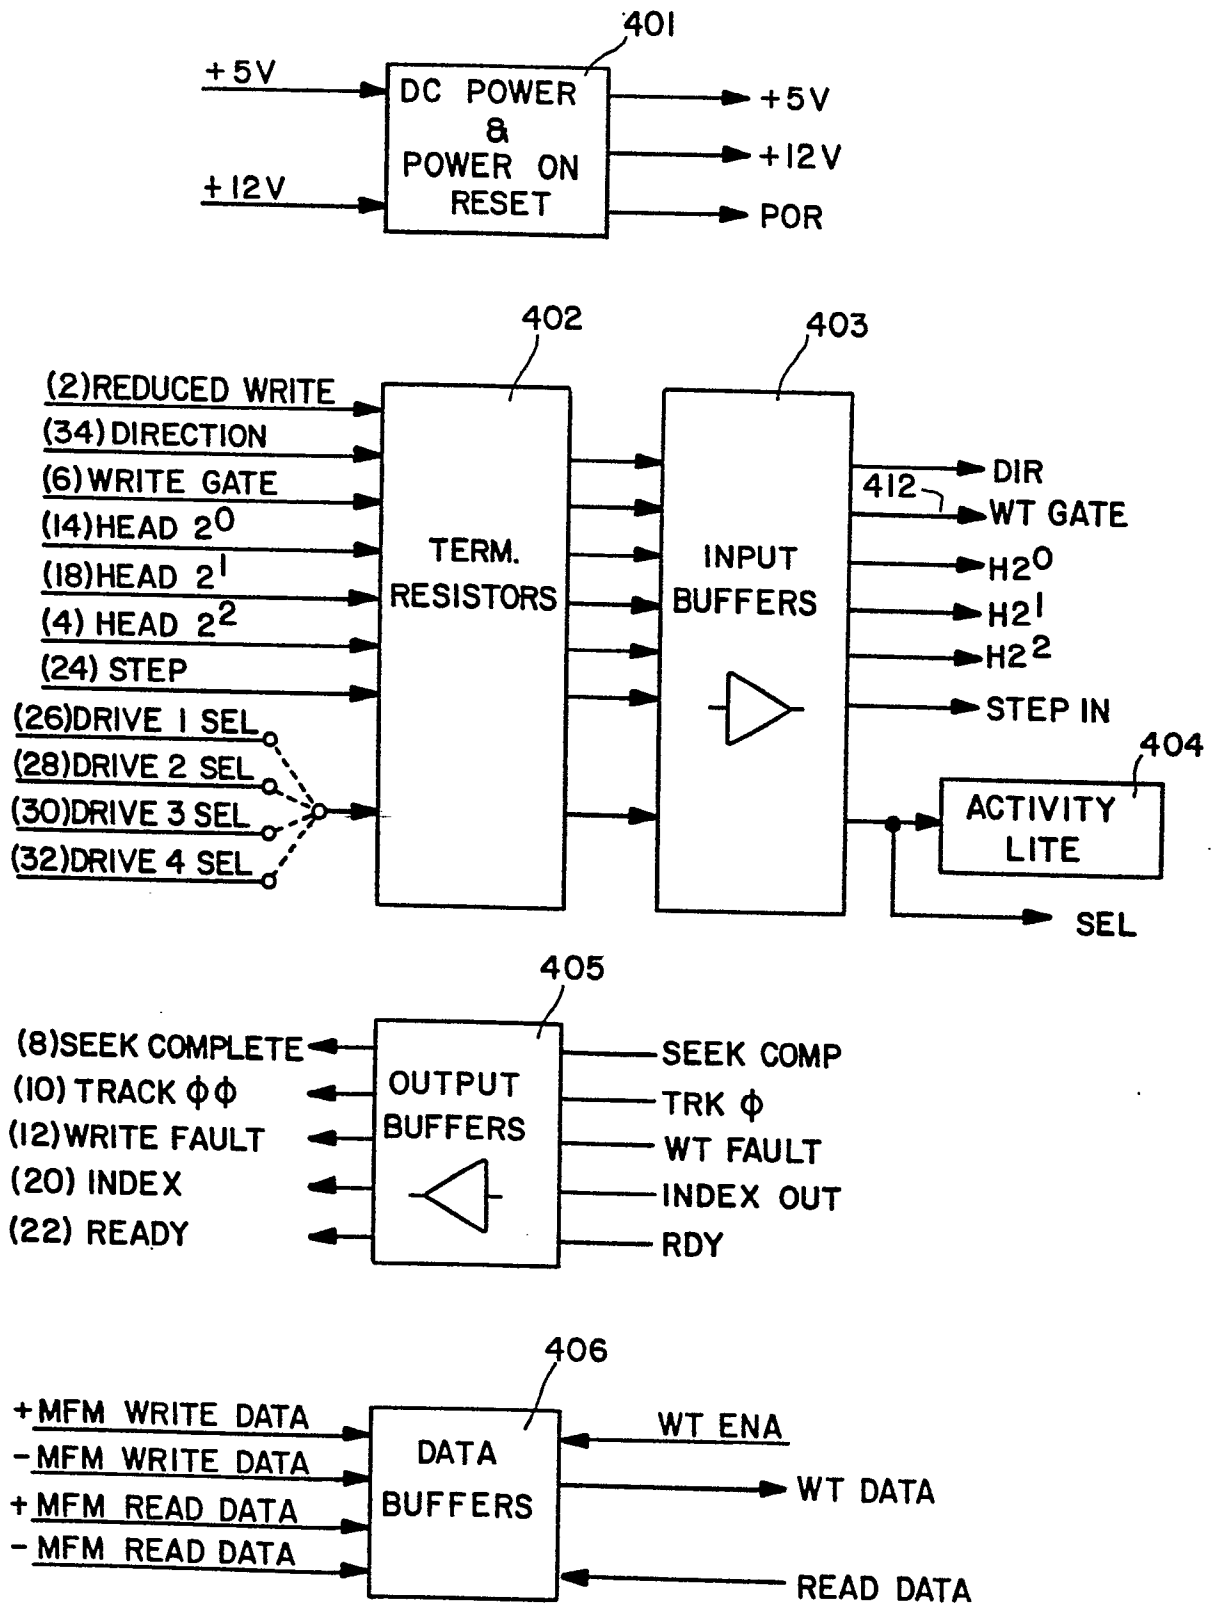 401
+5V
DC POWER
&
POWER ON
RESET
+12V
+5V
+12V
POR
402
403
(2)REDUCED WRITE
(34)DIRECTION
(6)WRITE GATE
(14)HEAD 2⁰
(18)HEAD 2¹
(4) HEAD 2²
(24) STEP
(26)DRIVE 1 SEL
(28)DRIVE 2 SEL
(30)DRIVE 3 SEL
(32)DRIVE 4 SEL
TERM.
RESISTORS
INPUT
BUFFERS
DIR
412
WT GATE
H2⁰
H2¹
H2²
STEP IN
404
ACTIVITY
LITE
SEL
405
(8)SEEK COMPLETE
(10) TRACK ϕϕ
(12)WRITE FAULT
(20) INDEX
(22) READY
OUTPUT
BUFFERS
SEEK COMP
TRK ϕ
WT FAULT
INDEX OUT
RDY
406
+MFM WRITE DATA
-MFM WRITE DATA
+MFM READ DATA
-MFM READ DATA
DATA
BUFFERS
WT ENA
WT DATA
READ DATA